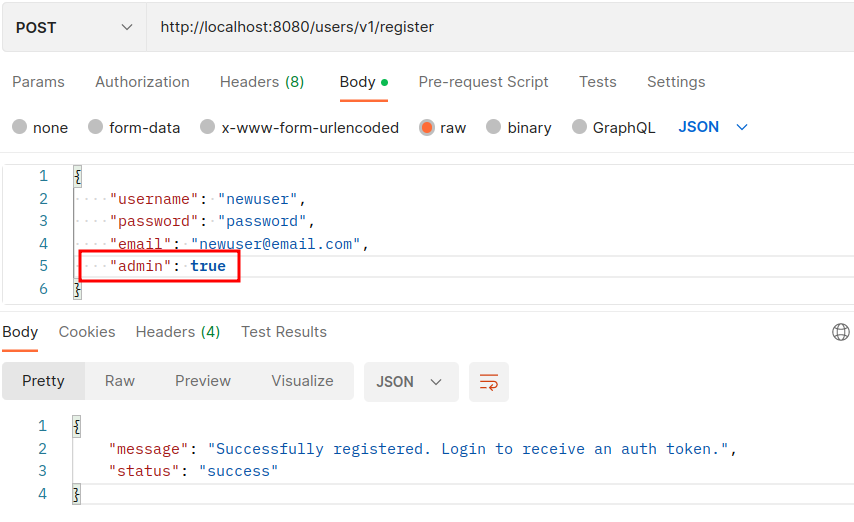 POST http://localhost:8080/users/v1/register
Params Authorization Headers (8) Body Pre-request Script Tests Settings
none form-data x-www-form-urlencoded raw binary GraphQL JSON
1 {
2 "username": "newuser",
3 "password": "password",
4 "email": "newuser@email.com",
5 "admin": true
6 }
Body Cookies Headers (4) Test Results
Pretty Raw Preview Visualize JSON
1 {
2 "message": "Successfully registered. Login to receive an auth token.",
3 "status": "success"
4 }